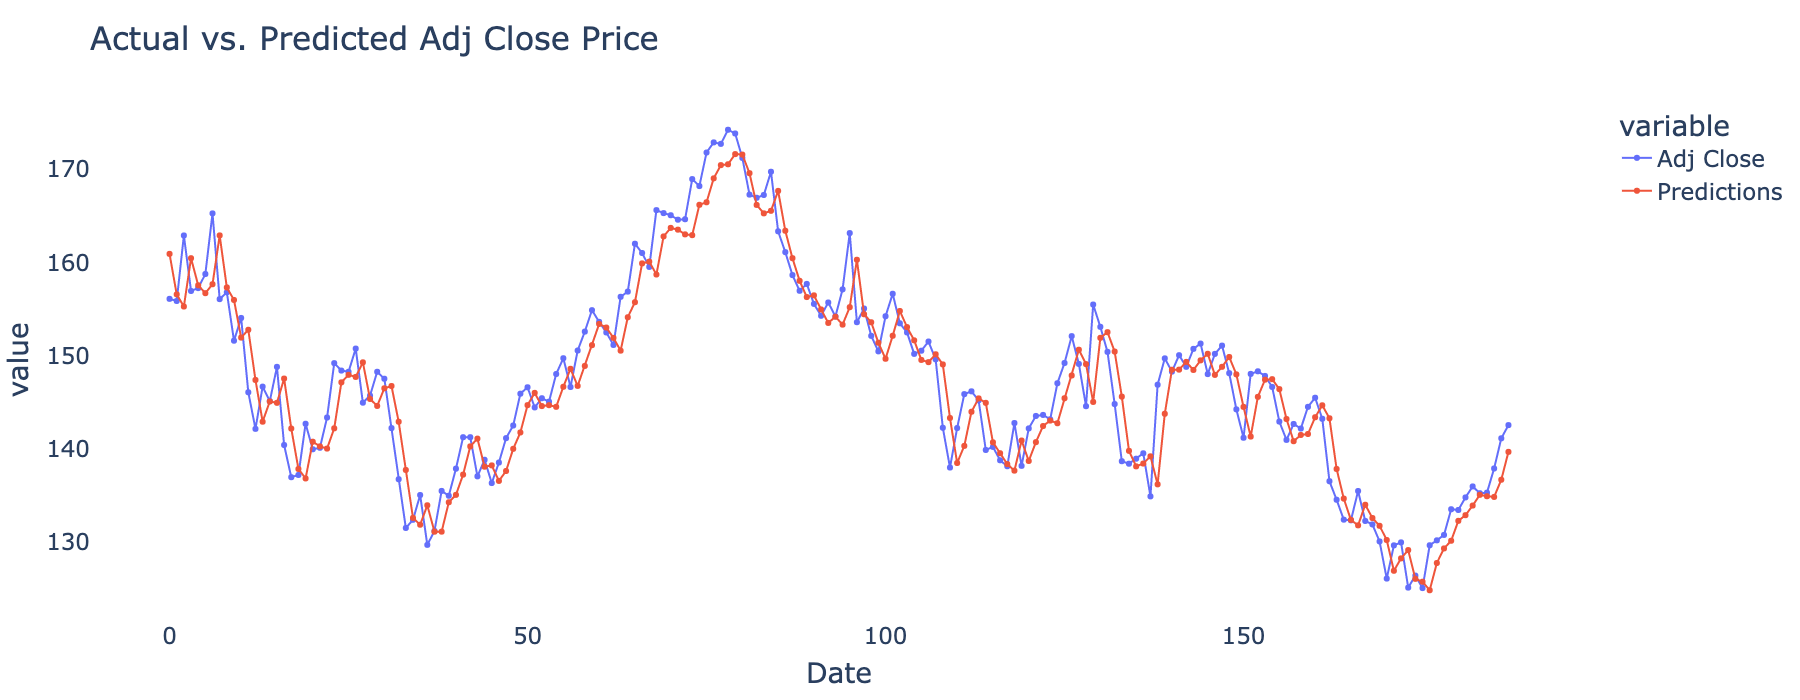 Actual vs. Predicted Adj Close Price
variable
Adj Close
Predictions
value
170
160
150
140
130
0
50
100
150
Date